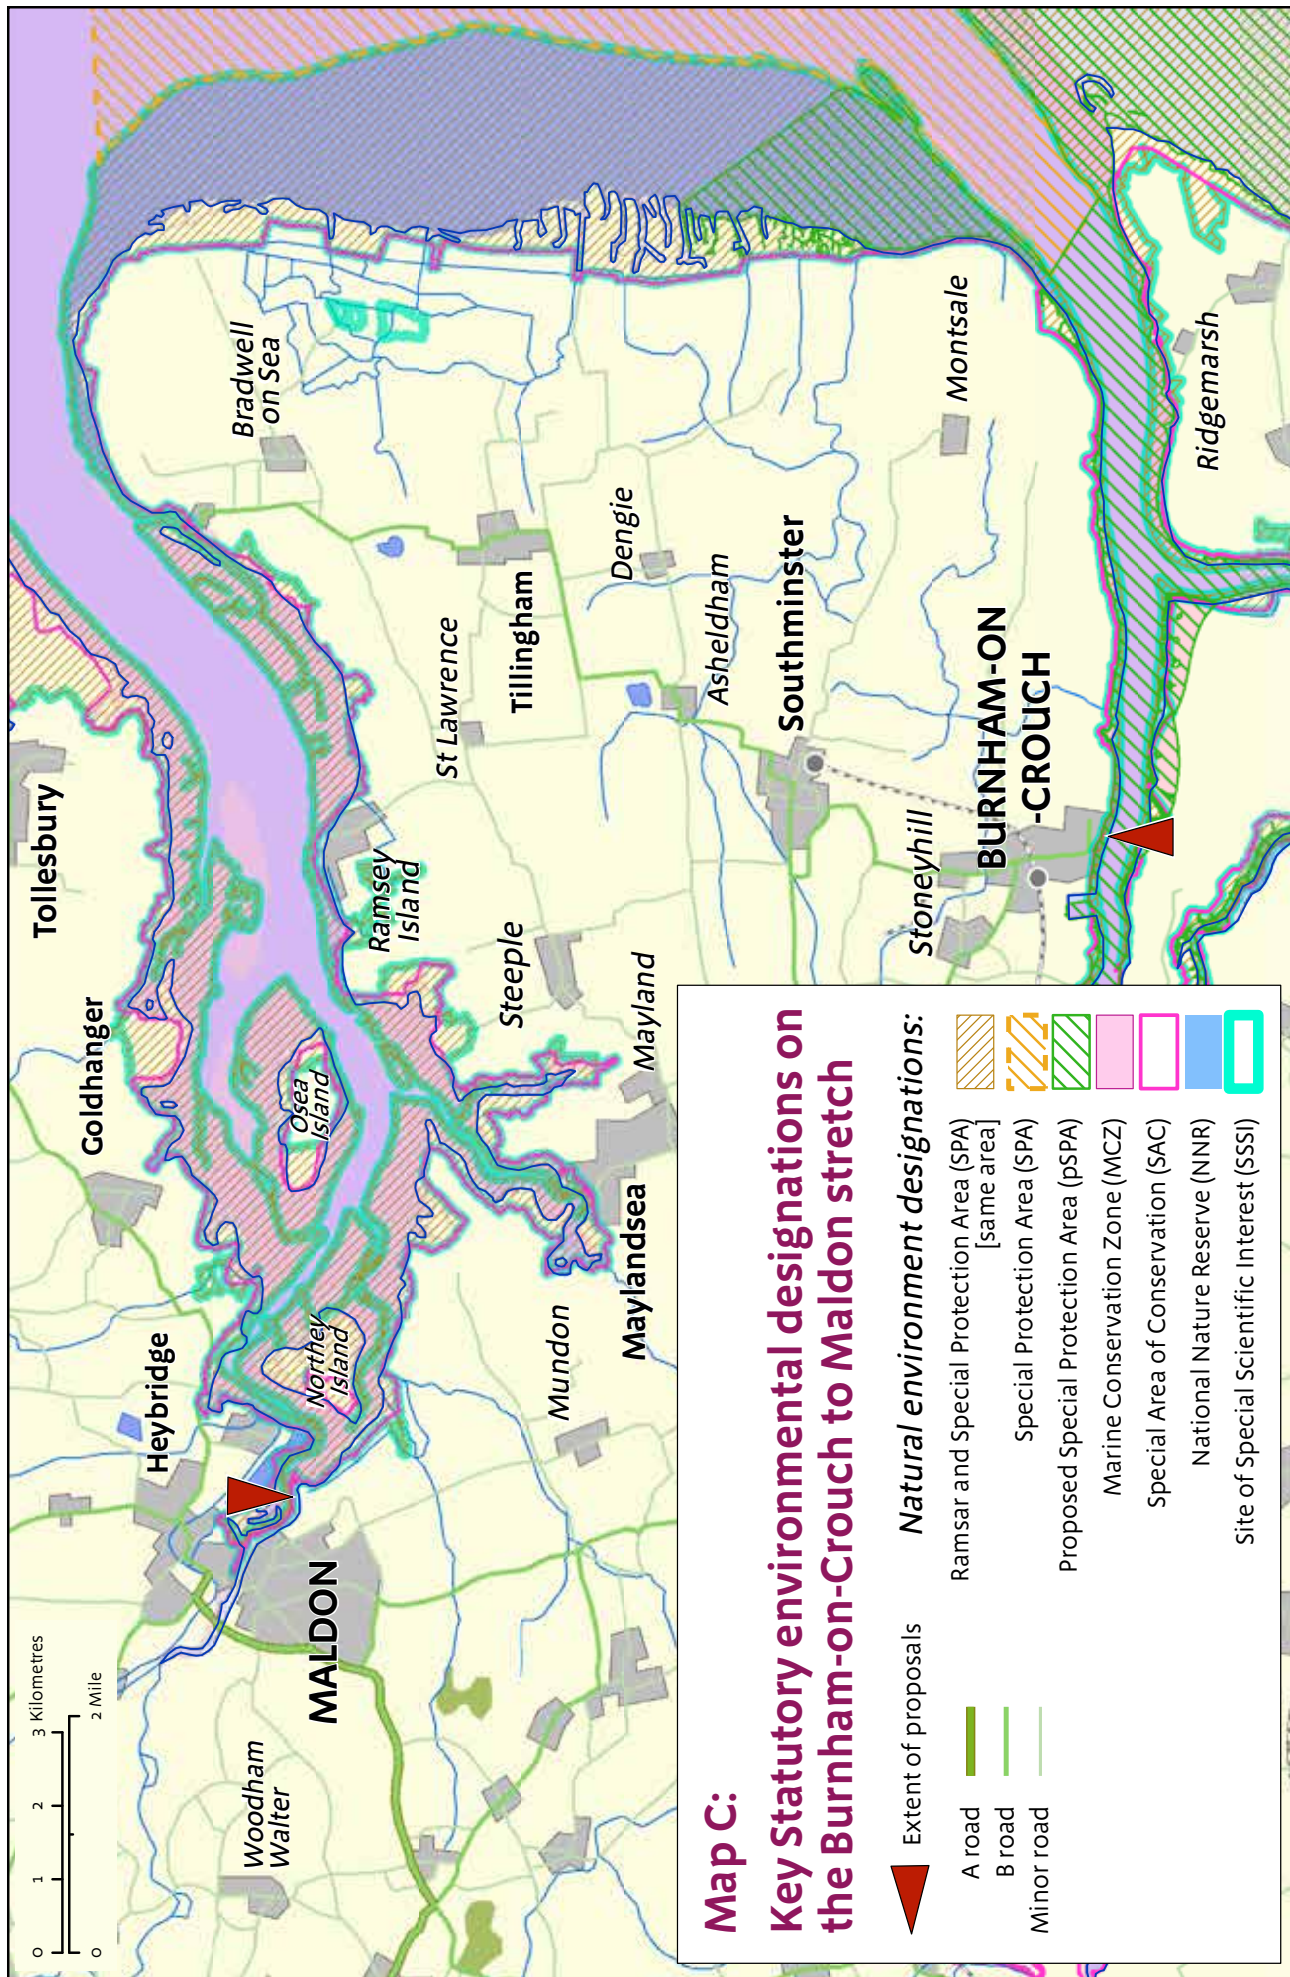 0 1 2 3 Kilometres
0 2 Mile
Woodham
Walter
MALDON
Heybridge
Goldhanger
Tollesbury
Northey
Island
Osea
Island
Ramsey
Island
St Lawrence
Bradwell
on Sea
Tillingham
Steeple
Mundon
Maylandsea
Mayland
Dengie
Asheldham
Southminster
Montsale
Stoneyhill
BURNHAM-ON
-CROUCH
Ridgemarsh
Map C:
Key Statutory environmental designations on
the Burnham-on-Crouch to Maldon stretch
Extent of proposals
A road
B road
Minor road
Natural environment designations:
Ramsar and Special Protection Area (SPA)
[same area]
Special Protection Area (SPA)
Proposed Special Protection Area (pSPA)
Marine Conservation Zone (MCZ)
Special Area of Conservation (SAC)
National Nature Reserve (NNR)
Site of Special Scientific Interest (SSSI)